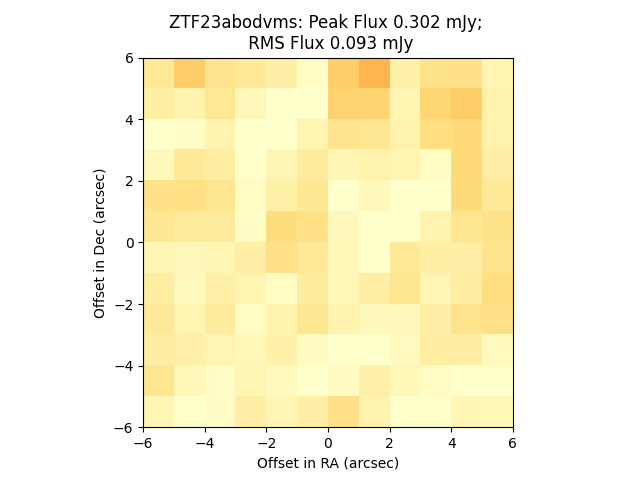 ZTF23abodvms: Peak Flux 0.302 mJy;
RMS Flux 0.093 mJy
6
4
2
0
−2
−4
−6
Offset in Dec (arcsec)
−6 −4 −2 0 2 4 6
Offset in RA (arcsec)